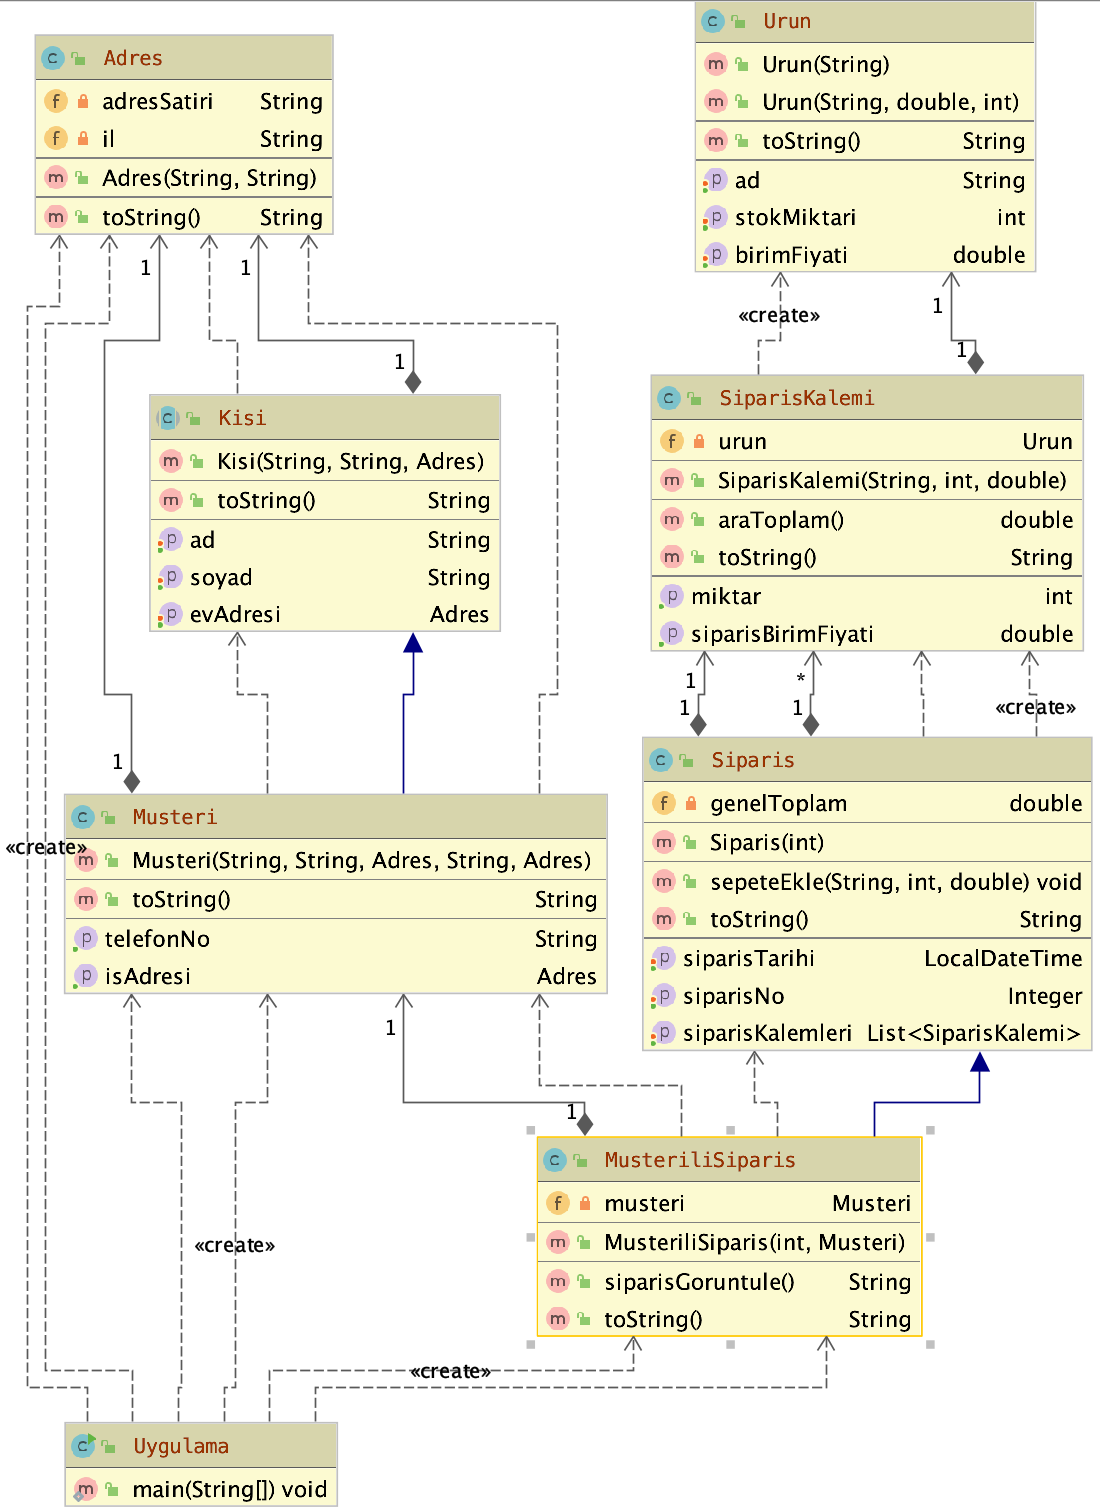 Adres
adresSatiri String
il String
Adres(String, String)
toString() String
Urun
Urun(String)
Urun(String, double, int)
toString() String
ad String
stokMiktari int
birimFiyati double
1
1
1
«create»
1
1
Kisi
Kisi(String, String, Adres)
toString() String
ad String
soyad String
evAdresi Adres
SiparisKalemi
urun Urun
SiparisKalemi(String, int, double)
araToplam() double
toString() String
miktar int
siparisBirimFiyati double
1
*
1
1
«create»
1
Musteri
Musteri(String, String, Adres, String, Adres)
toString() String
telefonNo String
isAdresi Adres
«create»
Siparis
genelToplam double
Siparis(int)
sepeteEkle(String, int, double) void
toString() String
siparisTarihi LocalDateTime
siparisNo Integer
siparisKalemleri List<SiparisKalemi>
1
1
MusteriliSiparis
musteri Musteri
MusteriliSiparis(int, Musteri)
siparisGoruntule() String
toString() String
«create»
«create»
Uygulama
main(String[]) void